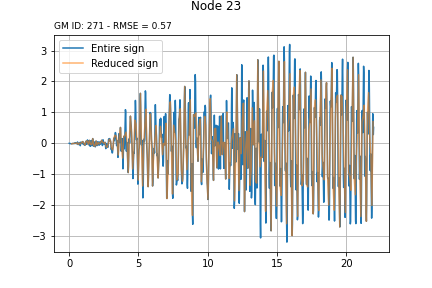 Node 23
GM ID: 271 - RMSE = 0.57
Entire sign
Reduced sign
3
2
1
0
−1
−2
−3
0 5 10 15 20